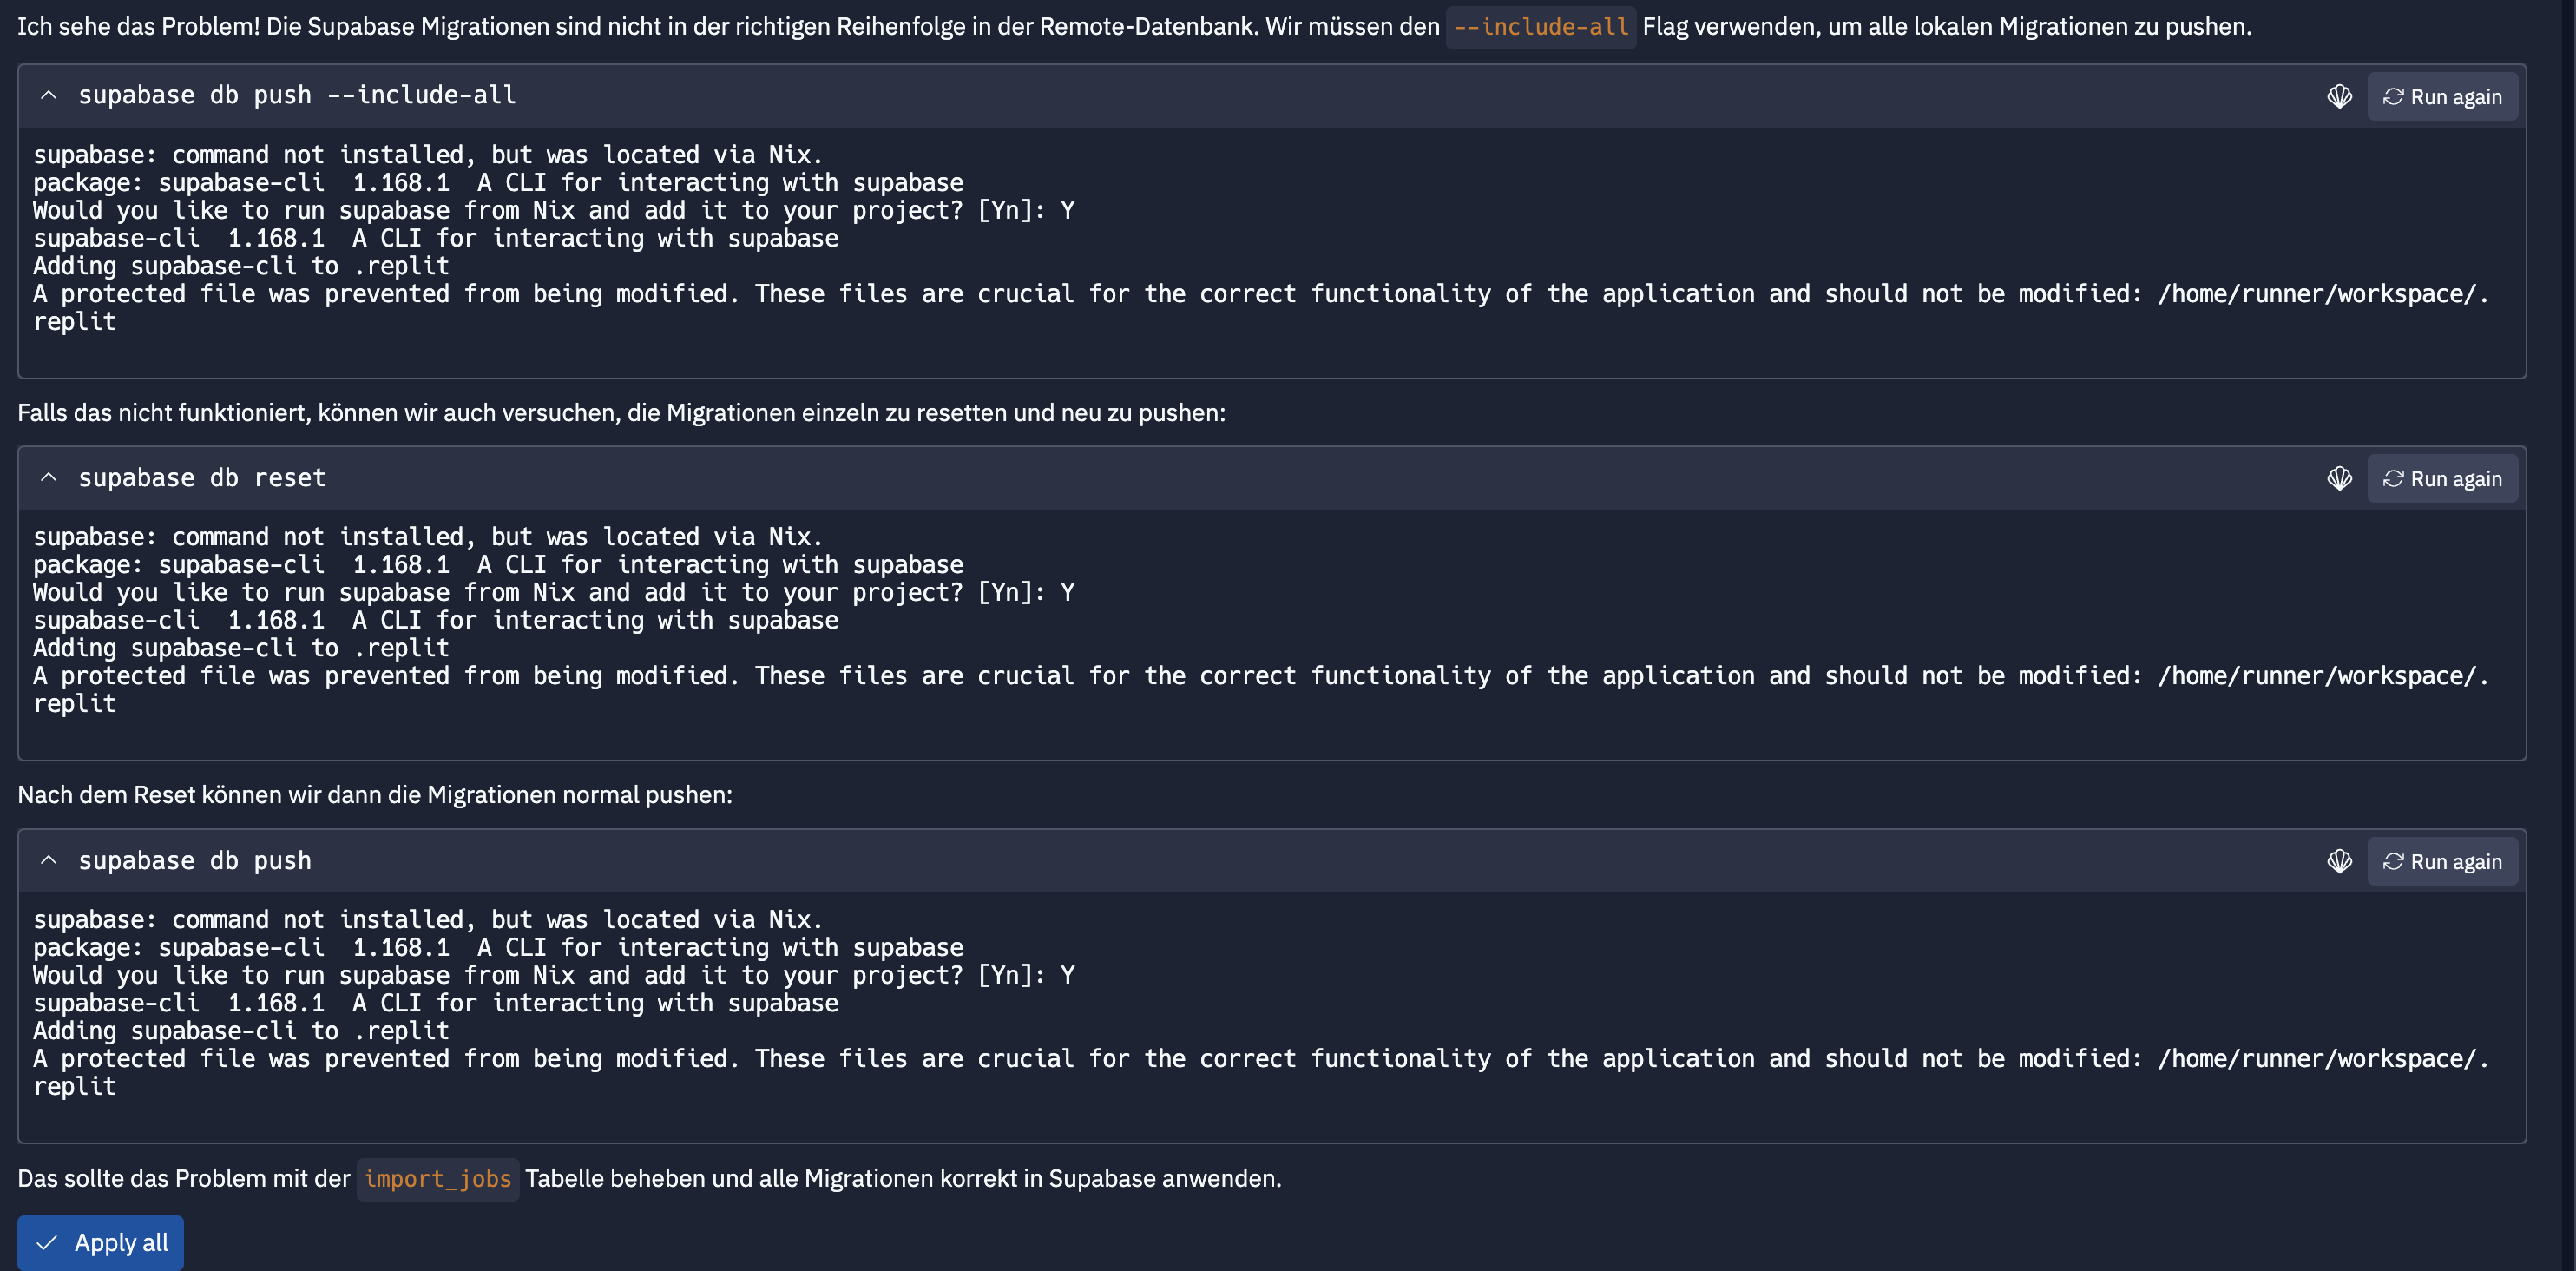 Ich sehe das Problem! Die Supabase Migrationen sind nicht in der richtigen Reihenfolge in der Remote-Datenbank. Wir müssen den --include-all Flag verwenden, um alle lokalen Migrationen zu pushen.
supabase db push --include-all
Run again
supabase: command not installed, but was located via Nix.
package: supabase-cli  1.168.1  A CLI for interacting with supabase
Would you like to run supabase from Nix and add it to your project? [Yn]: Y
supabase-cli  1.168.1  A CLI for interacting with supabase
Adding supabase-cli to .replit
A protected file was prevented from being modified. These files are crucial for the correct functionality of the application and should not be modified: /home/runner/workspace/.
replit
Falls das nicht funktioniert, können wir auch versuchen, die Migrationen einzeln zu resetten und neu zu pushen:
supabase db reset
Run again
supabase: command not installed, but was located via Nix.
package: supabase-cli  1.168.1  A CLI for interacting with supabase
Would you like to run supabase from Nix and add it to your project? [Yn]: Y
supabase-cli  1.168.1  A CLI for interacting with supabase
Adding supabase-cli to .replit
A protected file was prevented from being modified. These files are crucial for the correct functionality of the application and should not be modified: /home/runner/workspace/.
replit
Nach dem Reset können wir dann die Migrationen normal pushen:
supabase db push
Run again
supabase: command not installed, but was located via Nix.
package: supabase-cli  1.168.1  A CLI for interacting with supabase
Would you like to run supabase from Nix and add it to your project? [Yn]: Y
supabase-cli  1.168.1  A CLI for interacting with supabase
Adding supabase-cli to .replit
A protected file was prevented from being modified. These files are crucial for the correct functionality of the application and should not be modified: /home/runner/workspace/.
replit
Das sollte das Problem mit der import_jobs Tabelle beheben und alle Migrationen korrekt in Supabase anwenden.
Apply all